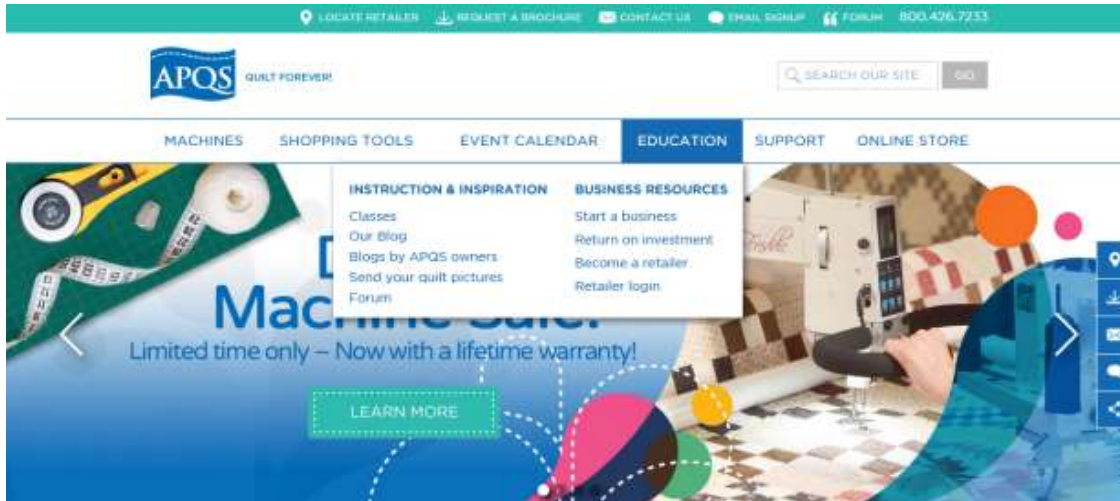 LOCATE RETAILER REQUEST A BROCHURE CONTACT US EMAIL SIGNUP FORUM 800.426.7233
APQS QUILT FOREVER!
SEARCH OUR SITE GO
MACHINES SHOPPING TOOLS EVENT CALENDAR EDUCATION SUPPORT ONLINE STORE
INSTRUCTION & INSPIRATION
Classes
Our Blog
Blogs by APQS owners
Send your quilt pictures
Forum
BUSINESS RESOURCES
Start a business
Return on investment
Become a retailer
Retailer login
Machine Sale!
Limited time only – Now with a lifetime warranty!
LEARN MORE